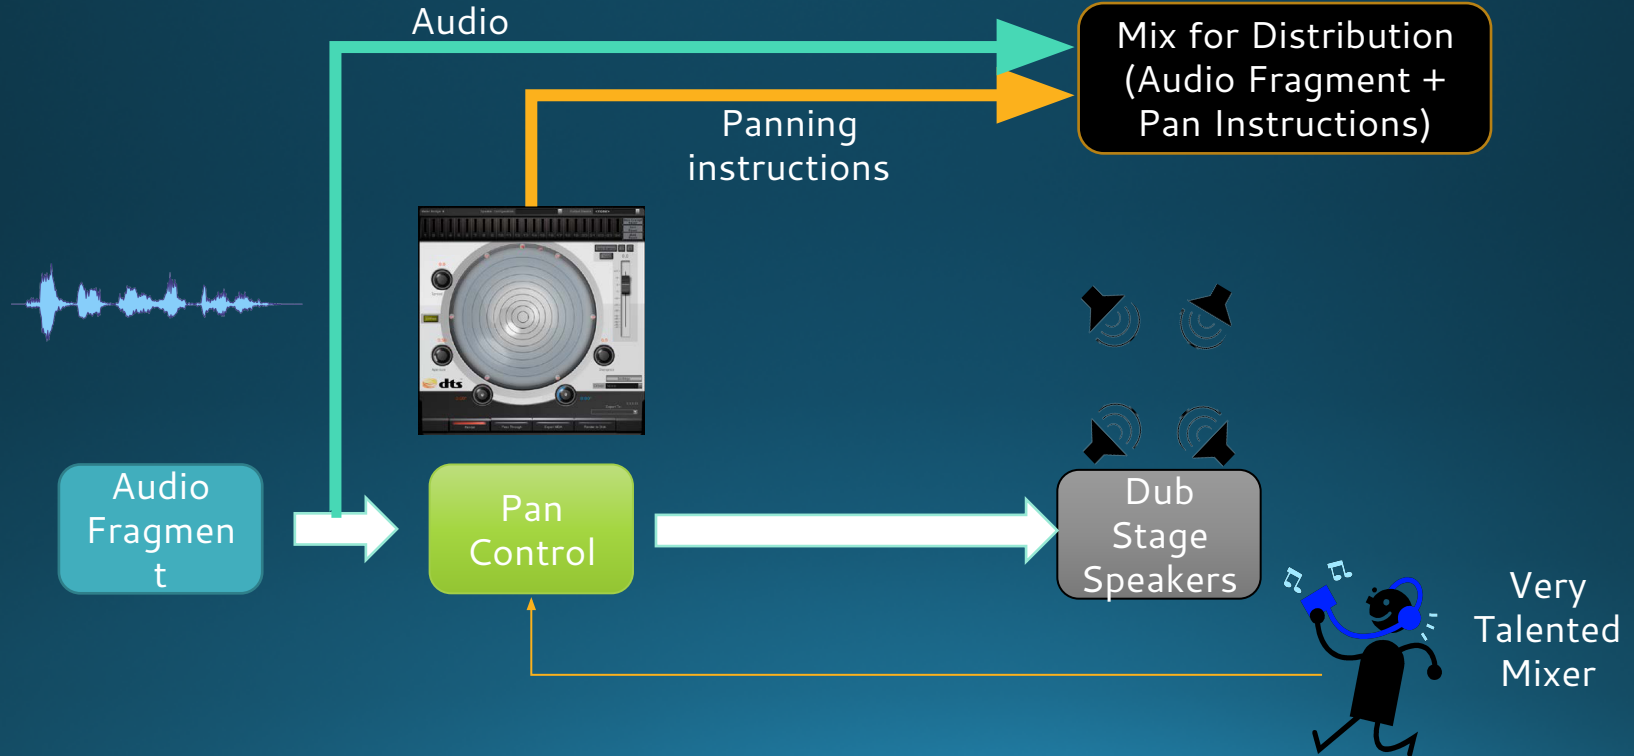 Audio
Mix for Distribution
(Audio Fragment +
Pan Instructions)
Panning
instructions
dts
Audio
Fragmen
t
Pan
Control
Dub
Stage
Speakers
Very
Talented
Mixer